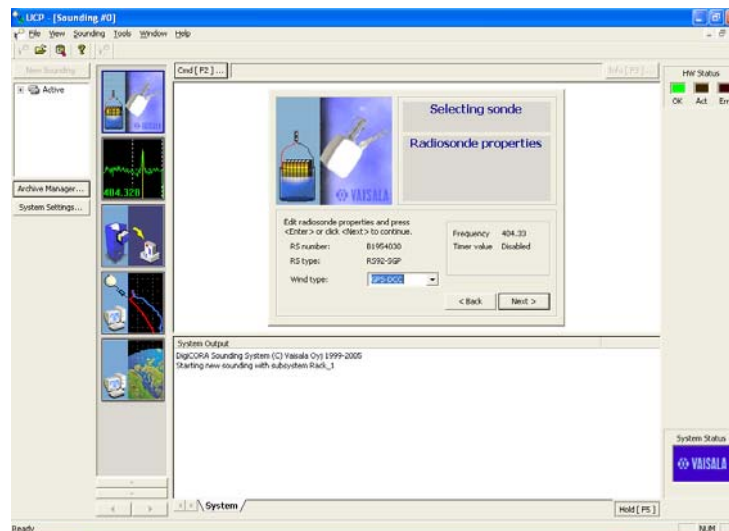 UCP - [Sounding #0]
File View Sounding Tools Window Help
New Sounding
Cmd [ F2 ] ...
Info [ F3 ] ...
HW Status
OK Act Err
Active
Archive Manager...
System Settings...
404.320
VAISALA
Selecting sonde
Radiosonde properties
Edit radiosonde properties and press
<Enter> or click <Next> to continue.
RS number: B1954030
RS type: RS92-SGP
Wind type: GPS-DCC
Frequency 404.33
Timer value Disabled
< Back Next >
System Output
DigiCORA Sounding System (C) Vaisala Oyj 1999-2005
Starting new sounding with subsystem Rack_1
System
Hold [ F5 ]
System Status
VAISALA
Ready
NUM